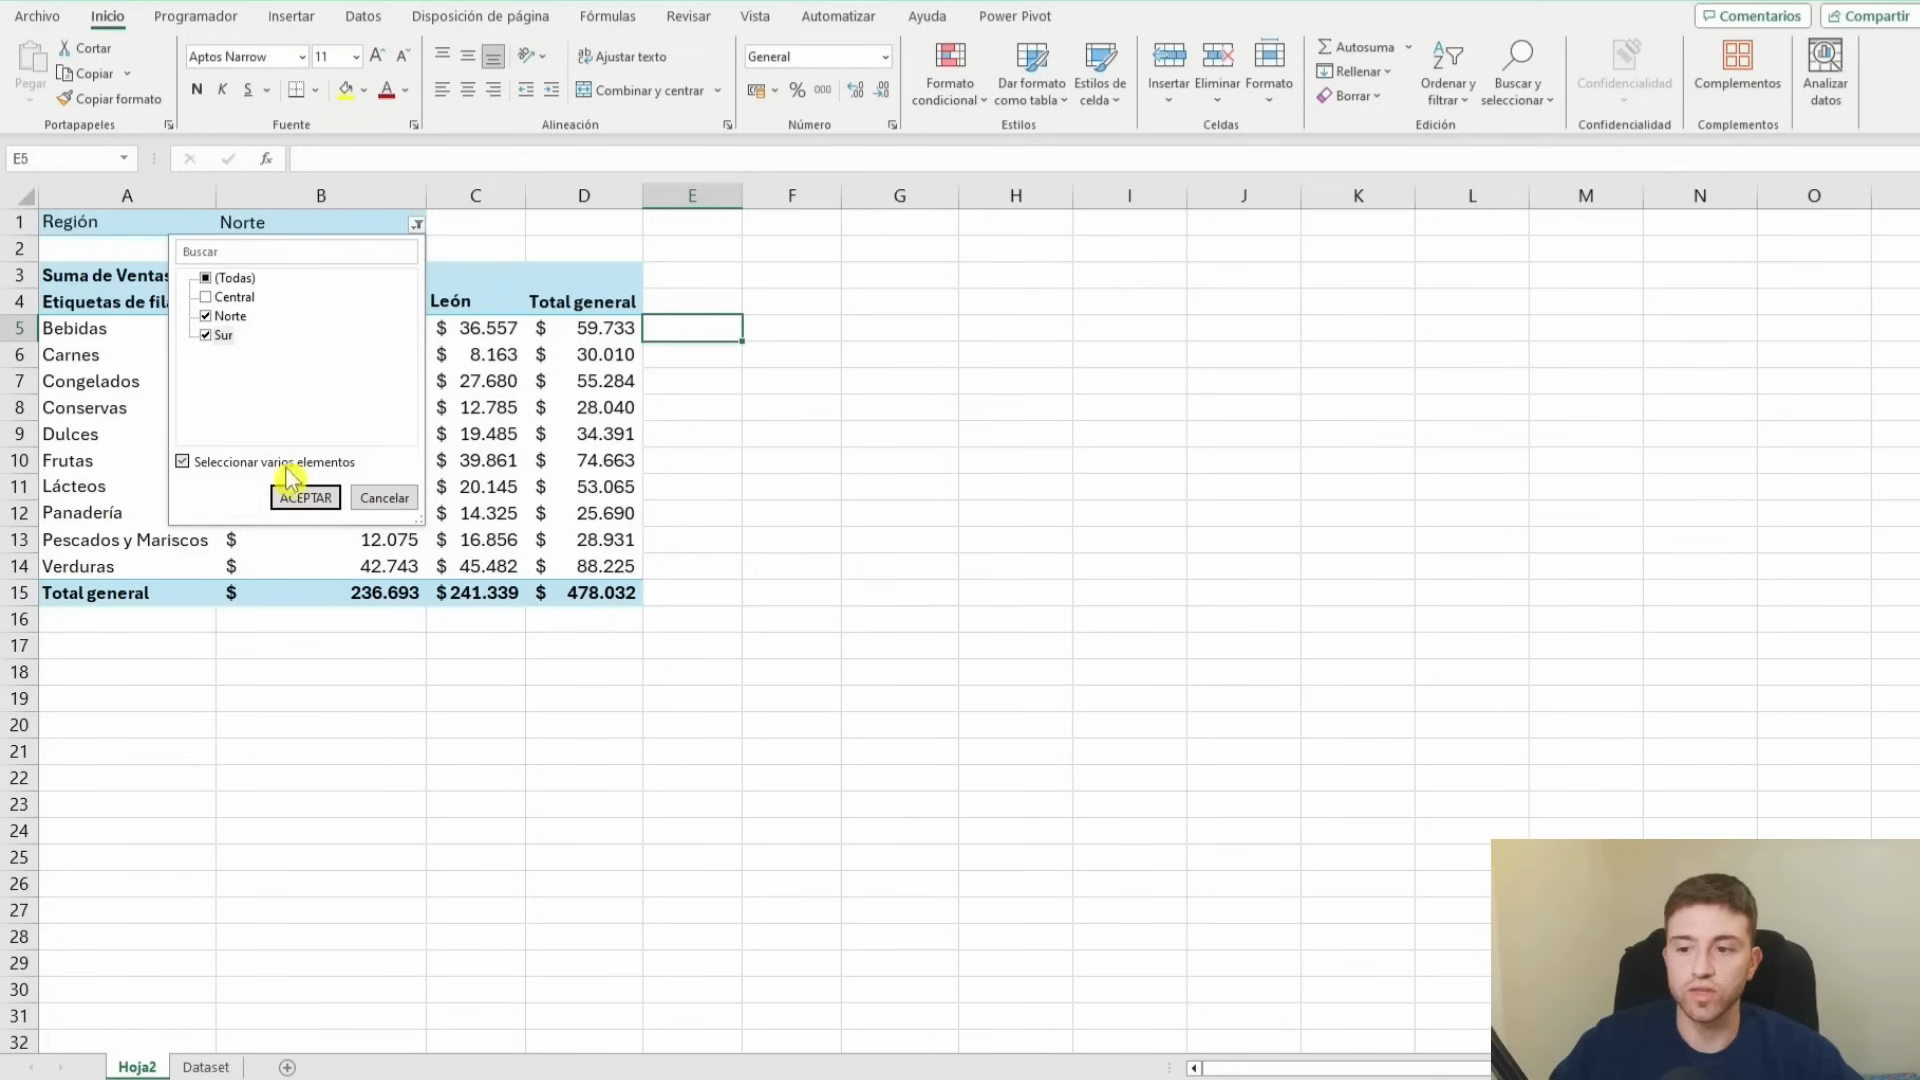 Archivo Inicio Programador Insertar Datos Disposición de página Fórmulas Revisar Vista Automatizar Ayuda Power Pivot Comentarios Compartir
Pegar
Cortar
Copiar
Copiar formato
Portapapeles
Aptos Narrow 11
N K S
Fuente
Ajustar texto
Combinar y centrar
Alineación
General
% 000
Número
Formato condicional
Dar formato como tabla
Estilos de celda
Estilos
Insertar Eliminar Formato
Celdas
Autosuma
Rellenar
Borrar
Ordenar y filtrar
Buscar y seleccionar
Edición
Confidencialidad
Confidencialidad
Complementos
Complementos
Analizar datos
E5 fx
A B C D E F G H I J K L M N O
1 Región Norte
2 Buscar
3 Suma de Ventas (Todas)
Central
4 Etiquetas de fila León Total general
Norte
Sur
5 Bebidas $ 36.557 $ 59.733
6 Carnes $ 8.163 $ 30.010
7 Congelados $ 27.680 $ 55.284
8 Conservas $ 12.785 $ 28.040
9 Dulces $ 19.485 $ 34.391
10 Frutas Seleccionar varios elementos $ 39.861 $ 74.663
11 Lácteos ACEPTAR Cancelar $ 20.145 $ 53.065
12 Panadería $ 14.325 $ 25.690
13 Pescados y Mariscos $ 12.075 $ 16.856 $ 28.931
14 Verduras $ 42.743 $ 45.482 $ 88.225
15 Total general $ 236.693 $ 241.339 $ 478.032
16
17
18
19
20
21
22
23
24
25
26
27
28
29
30
31
32
Hoja2 Dataset